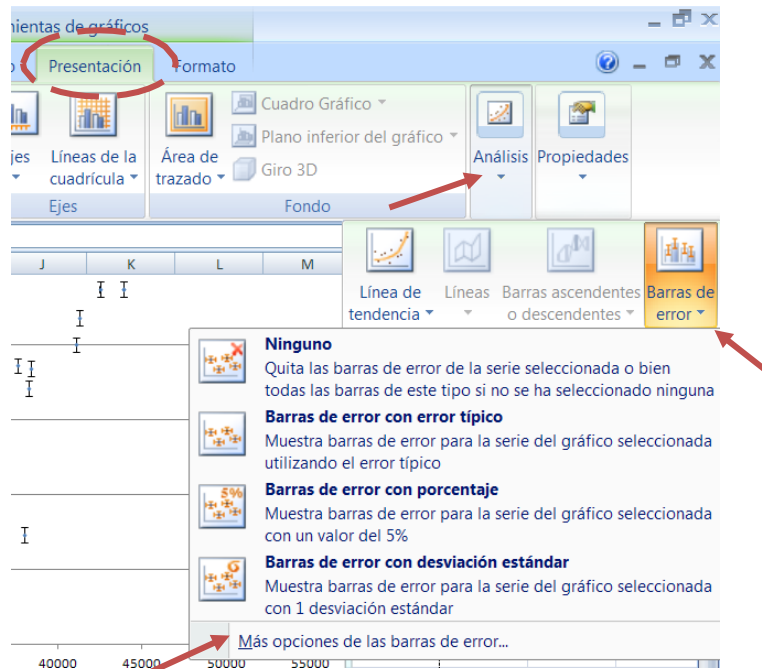 mientas de gráficos
Presentación Formato
Cuadro Gráfico
Plano inferior del gráfico
Giro 3D
jes Líneas de la cuadrícula
Área de trazado
Análisis Propiedades
Ejes Fondo
J K L M
Línea de tendencia
Líneas
Barras ascendentes o descendentes
Barras de error
Ninguno
Quita las barras de error de la serie seleccionada o bien
todas las barras de este tipo si no se ha seleccionado ninguna
Barras de error con error típico
Muestra barras de error para la serie del gráfico seleccionada
utilizando el error típico
5%
Barras de error con porcentaje
Muestra barras de error para la serie del gráfico seleccionada
con un valor del 5%
Barras de error con desviación estándar
Muestra barras de error para la serie del gráfico seleccionada
con 1 desviación estándar
Más opciones de las barras de error...
40000 45000 50000 55000